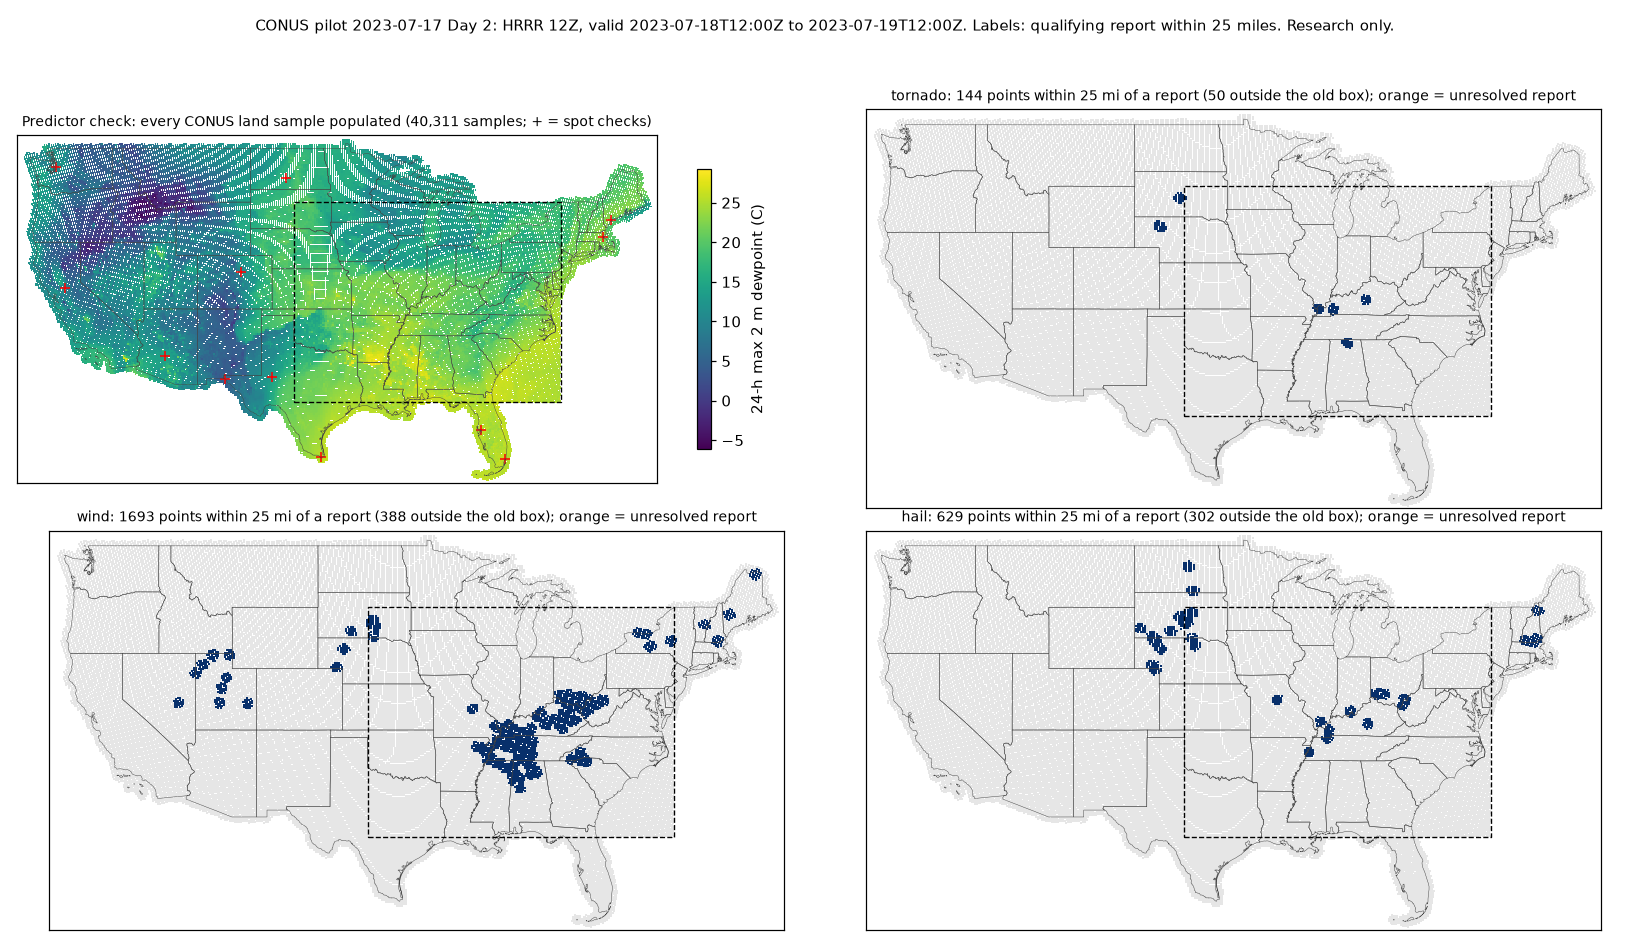 CONUS pilot 2023-07-17 Day 2: HRRR 12Z, valid 2023-07-18T12:00Z to 2023-07-19T12:00Z. Labels: qualifying report within 25 miles. Research only.
Predictor check: every CONUS land sample populated (40,311 samples; + = spot checks)
25
20
15
10
5
0
−5
24-h max 2 m dewpoint (C)
tornado: 144 points within 25 mi of a report (50 outside the old box); orange = unresolved report
wind: 1693 points within 25 mi of a report (388 outside the old box); orange = unresolved report
hail: 629 points within 25 mi of a report (302 outside the old box); orange = unresolved report